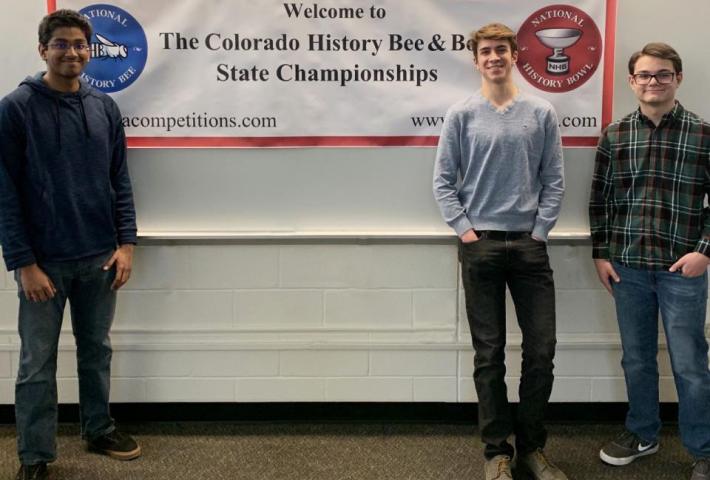 NATIONAL
HB
HISTORY BEE
Welcome to
The Colorado History Bee & B
State Championships
acompetitions.com
www. .com
NATIONAL
NHB
HISTORY BOWL